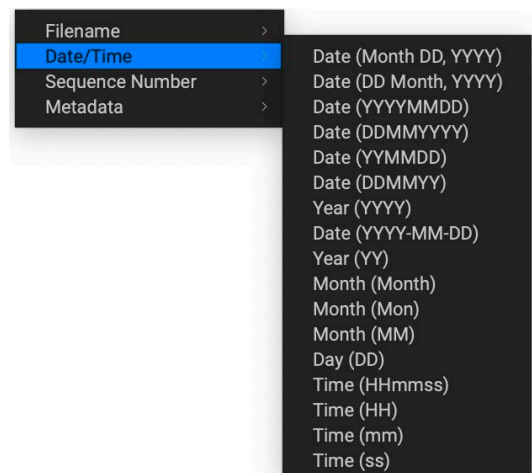 Filename
Date/Time
Sequence Number
Metadata
Date (Month DD, YYYY)
Date (DD Month, YYYY)
Date (YYYYMMDD)
Date (DDMMYYYY)
Date (YYMMDD)
Date (DDMMYY)
Year (YYYY)
Date (YYYY-MM-DD)
Year (YY)
Month (Month)
Month (Mon)
Month (MM)
Day (DD)
Time (HHmmss)
Time (HH)
Time (mm)
Time (ss)